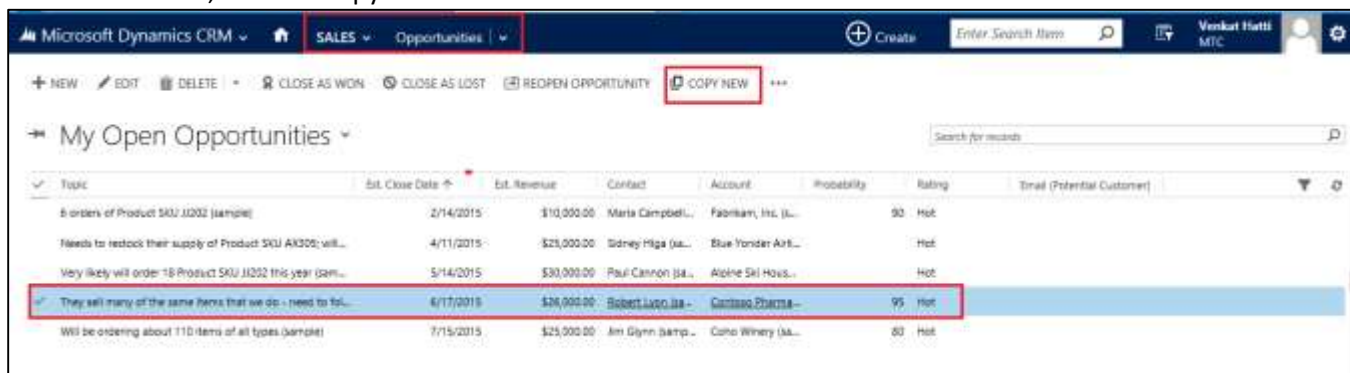 Microsoft Dynamics CRM SALES Opportunities Create Enter Search Item Venkat Hatti
MTC
NEW EDIT DELETE CLOSE AS WON CLOSE AS LOST REOPEN OPPORTUNITY COPY NEW ...
My Open Opportunities Search for records
Topic Est. Close Date Est. Revenue Contact Account Probability Rating Email (Potential Customer)
6 orders of Product SKU JJ202 (sample) 2/14/2015 $10,000.00 Maria Campbell... Fabrikam, Inc. (s... 90 Hot
Needs to restock their supply of Product SKU AX305; will... 4/11/2015 $25,000.00 Sidney Higa (sa... Blue Yonder Airli... Hot
Very likely will order 18 Product SKU JJ202 this year (sam... 5/14/2015 $30,000.00 Paul Cannon (sa... Alpine Ski Hous... Hot
They sell many of the same items that we do - need to fol... 6/17/2015 $26,000.00 Robert Lyon (sa... Contoso Pharma... 95 Hot
Will be ordering about 110 items of all types (sample) 7/15/2015 $25,000.00 Jim Glynn (samp... Coho Winery (sa... 80 Hot